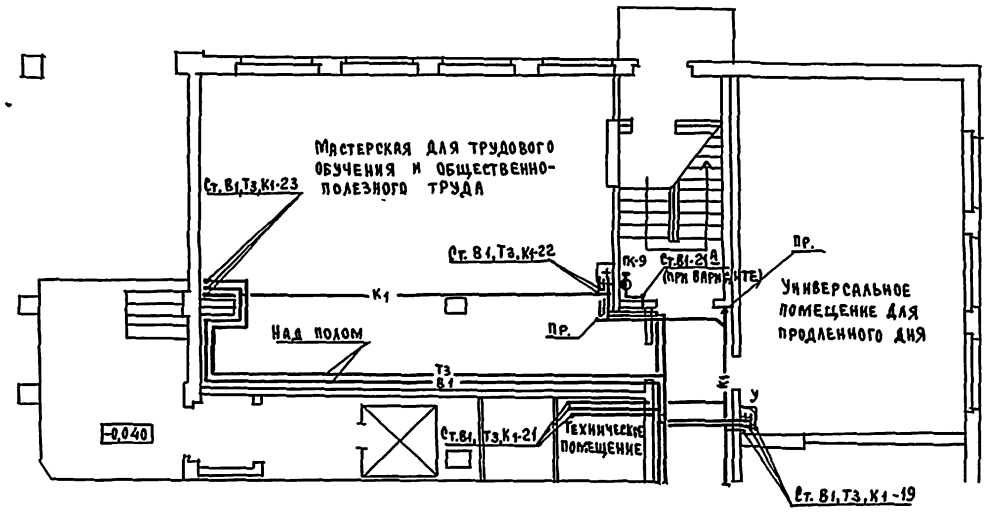 Мастерская для трудового
обучения и общественно-
полезного труда
Ст. В1, Т3, К1-23
Ст. В1, Т3, К1-22
ПК-9
Ст. В1-21А
(при варианте)
Пр.
Универсальное
помещение для
продленного дня
К1
Пр.
Над полом
Т3
В1
К1
У
-0,040
Ст. В1, Т3, К1-21
Техническое
помещение
Ст. В1, Т3, К1-19